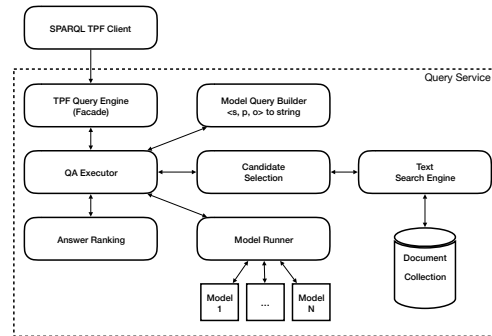 SPARQL TPF Client
Query Service
TPF Query Engine
(Facade)
Model Query Builder
<s, p, o> to string
QA Executor
Candidate
Selection
Text
Search Engine
Answer Ranking
Model Runner
Document
Collection
Model
1
...
Model
N